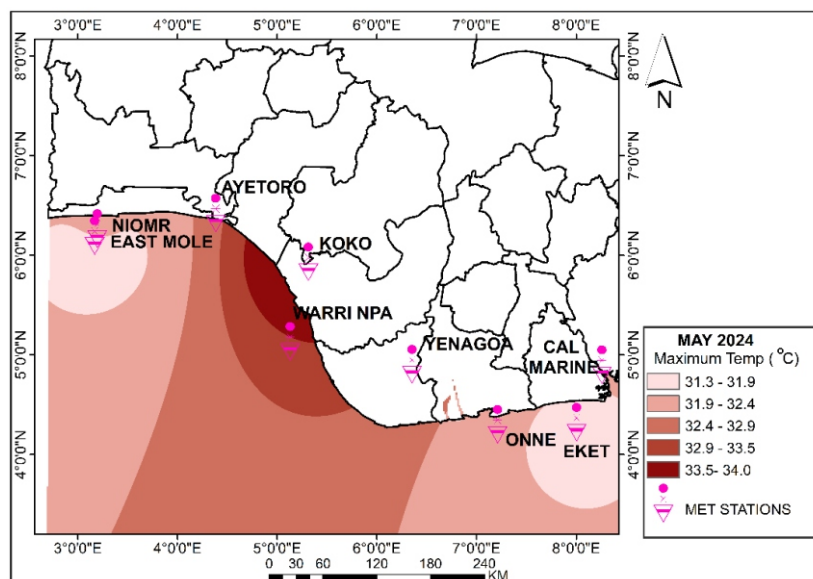 3°0'0"E 4°0'0"E 5°0'0"E 6°0'0"E 7°0'0"E 8°0'0"E
8°0'0"N 8°0'0"N
7°0'0"N 7°0'0"N
6°0'0"N 6°0'0"N
5°0'0"N 5°0'0"N
4°0'0"N 4°0'0"N
N
AYETORO
NIOMR
EAST MOLE
KOKO
WARRI NPA
YENAGOA
CAL
MARINE
ONNE
EKET
MAY 2024
Maximum Temp ( °C)
31.3 - 31.9
31.9 - 32.4
32.4 - 32.9
32.9 - 33.5
33.5- 34.0
MET STATIONS
3°0'0"E 4°0'0"E 5°0'0"E 6°0'0"E 7°0'0"E 8°0'0"E
0 30 60 120 180 240
KM